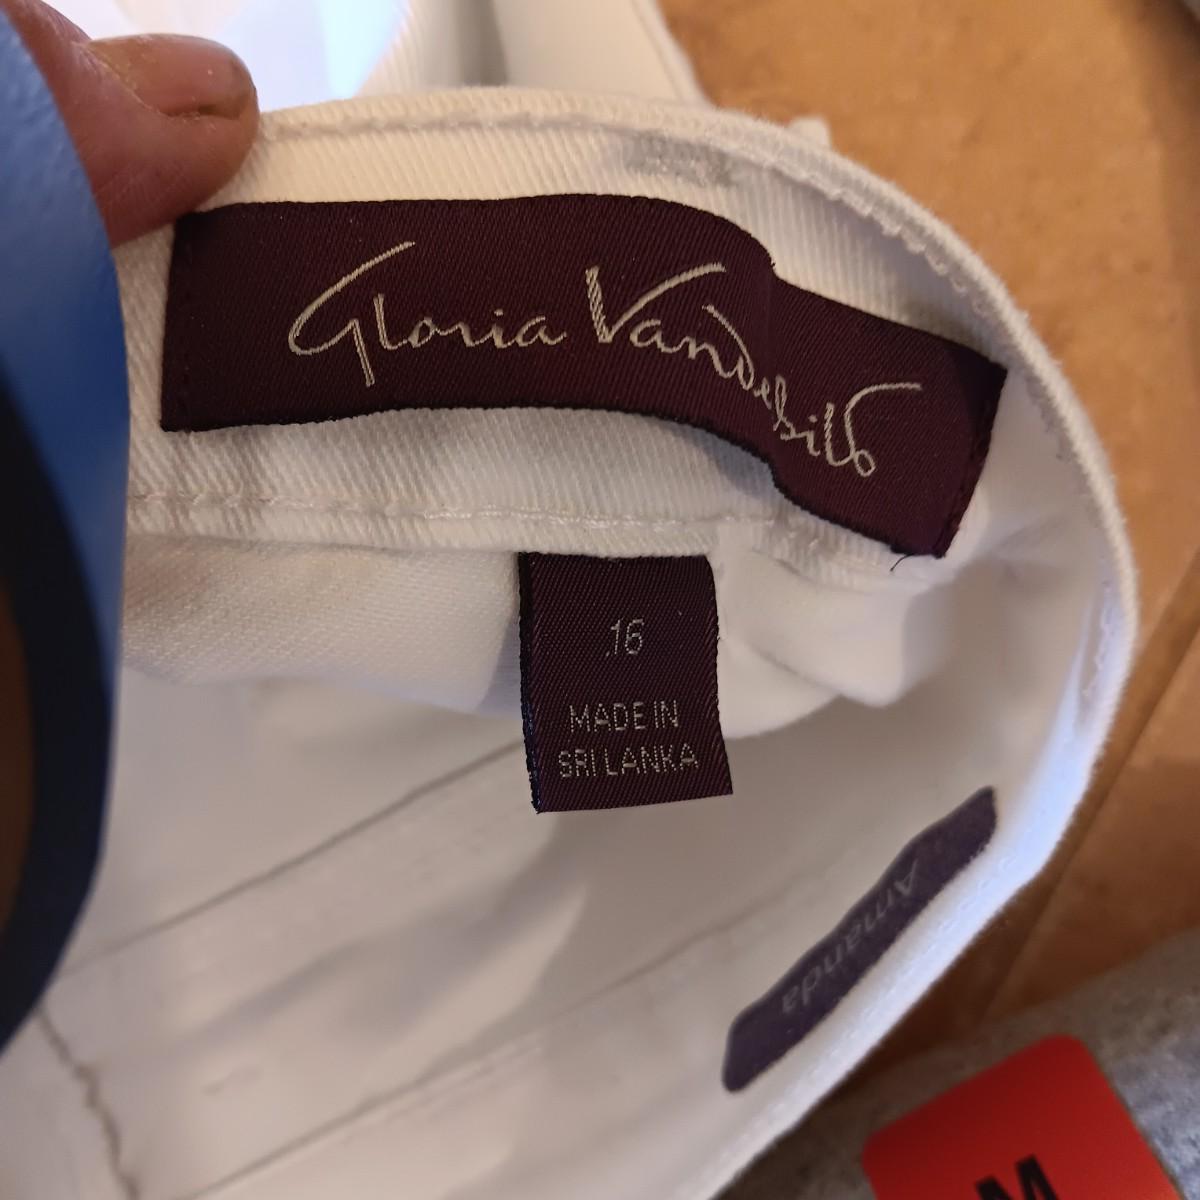 Gloria Vanderbilt
16
MADE IN
SRI LANKA
Amanda
M